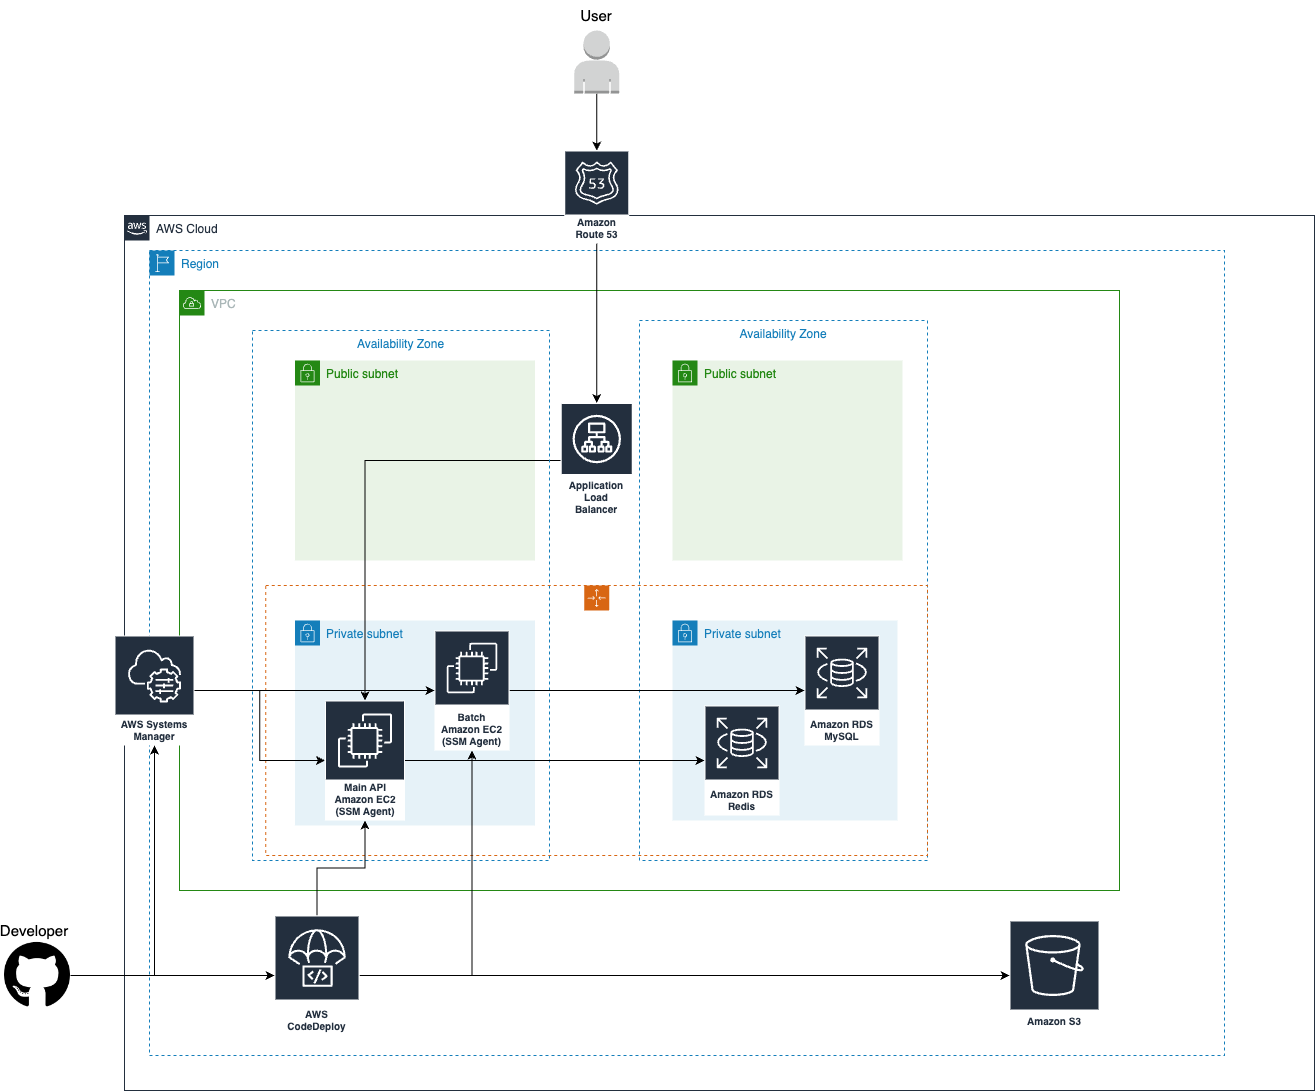 User
53
Amazon
Route 53
aws
AWS Cloud
Region
VPC
Availability Zone
Availability Zone
Public subnet
Public subnet
Application
Load
Balancer
Private subnet
Private subnet
AWS Systems
Manager
Batch
Amazon EC2
(SSM Agent)
Amazon RDS
MySQL
Main API
Amazon EC2
(SSM Agent)
Amazon RDS
Redis
Developer
</>
AWS
CodeDeploy
Amazon S3